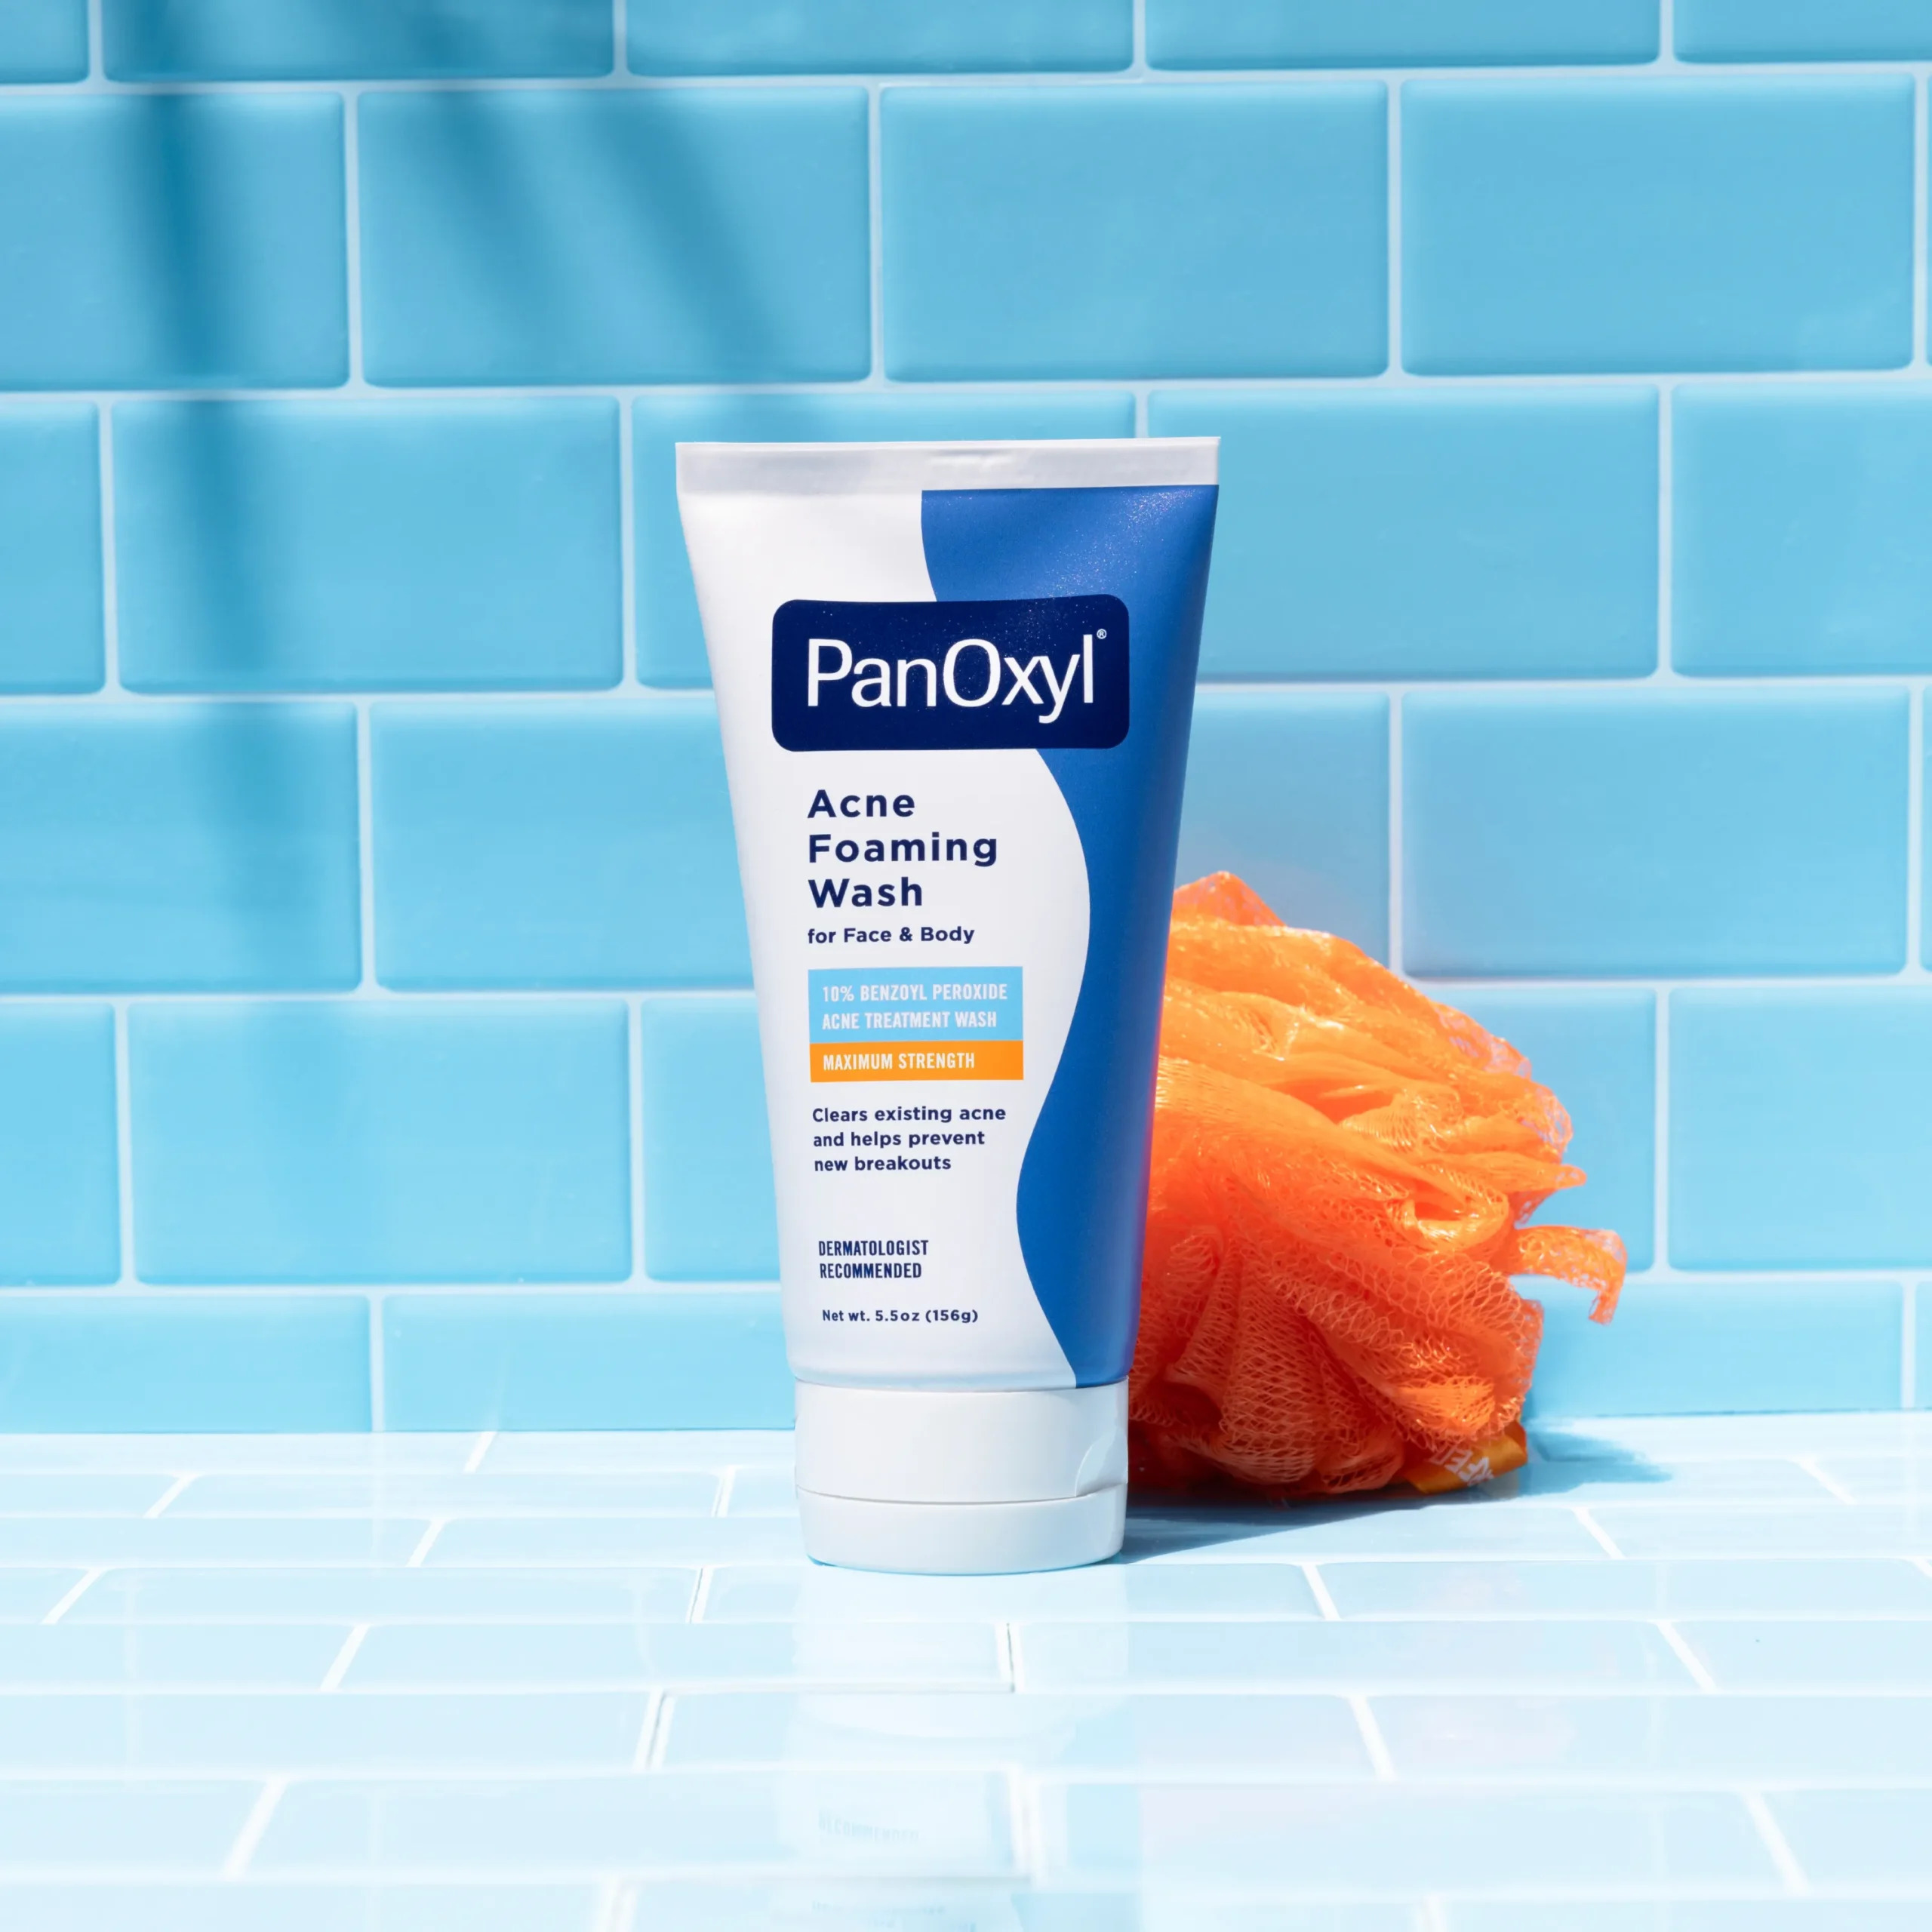 PanOxyl®
Acne
Foaming
Wash
for Face & Body
10% BENZOYL PEROXIDE
ACNE TREATMENT WASH
MAXIMUM STRENGTH
Clears existing acne
and helps prevent
new breakouts
DERMATOLOGIST
RECOMMENDED
Net wt. 5.5oz (156g)